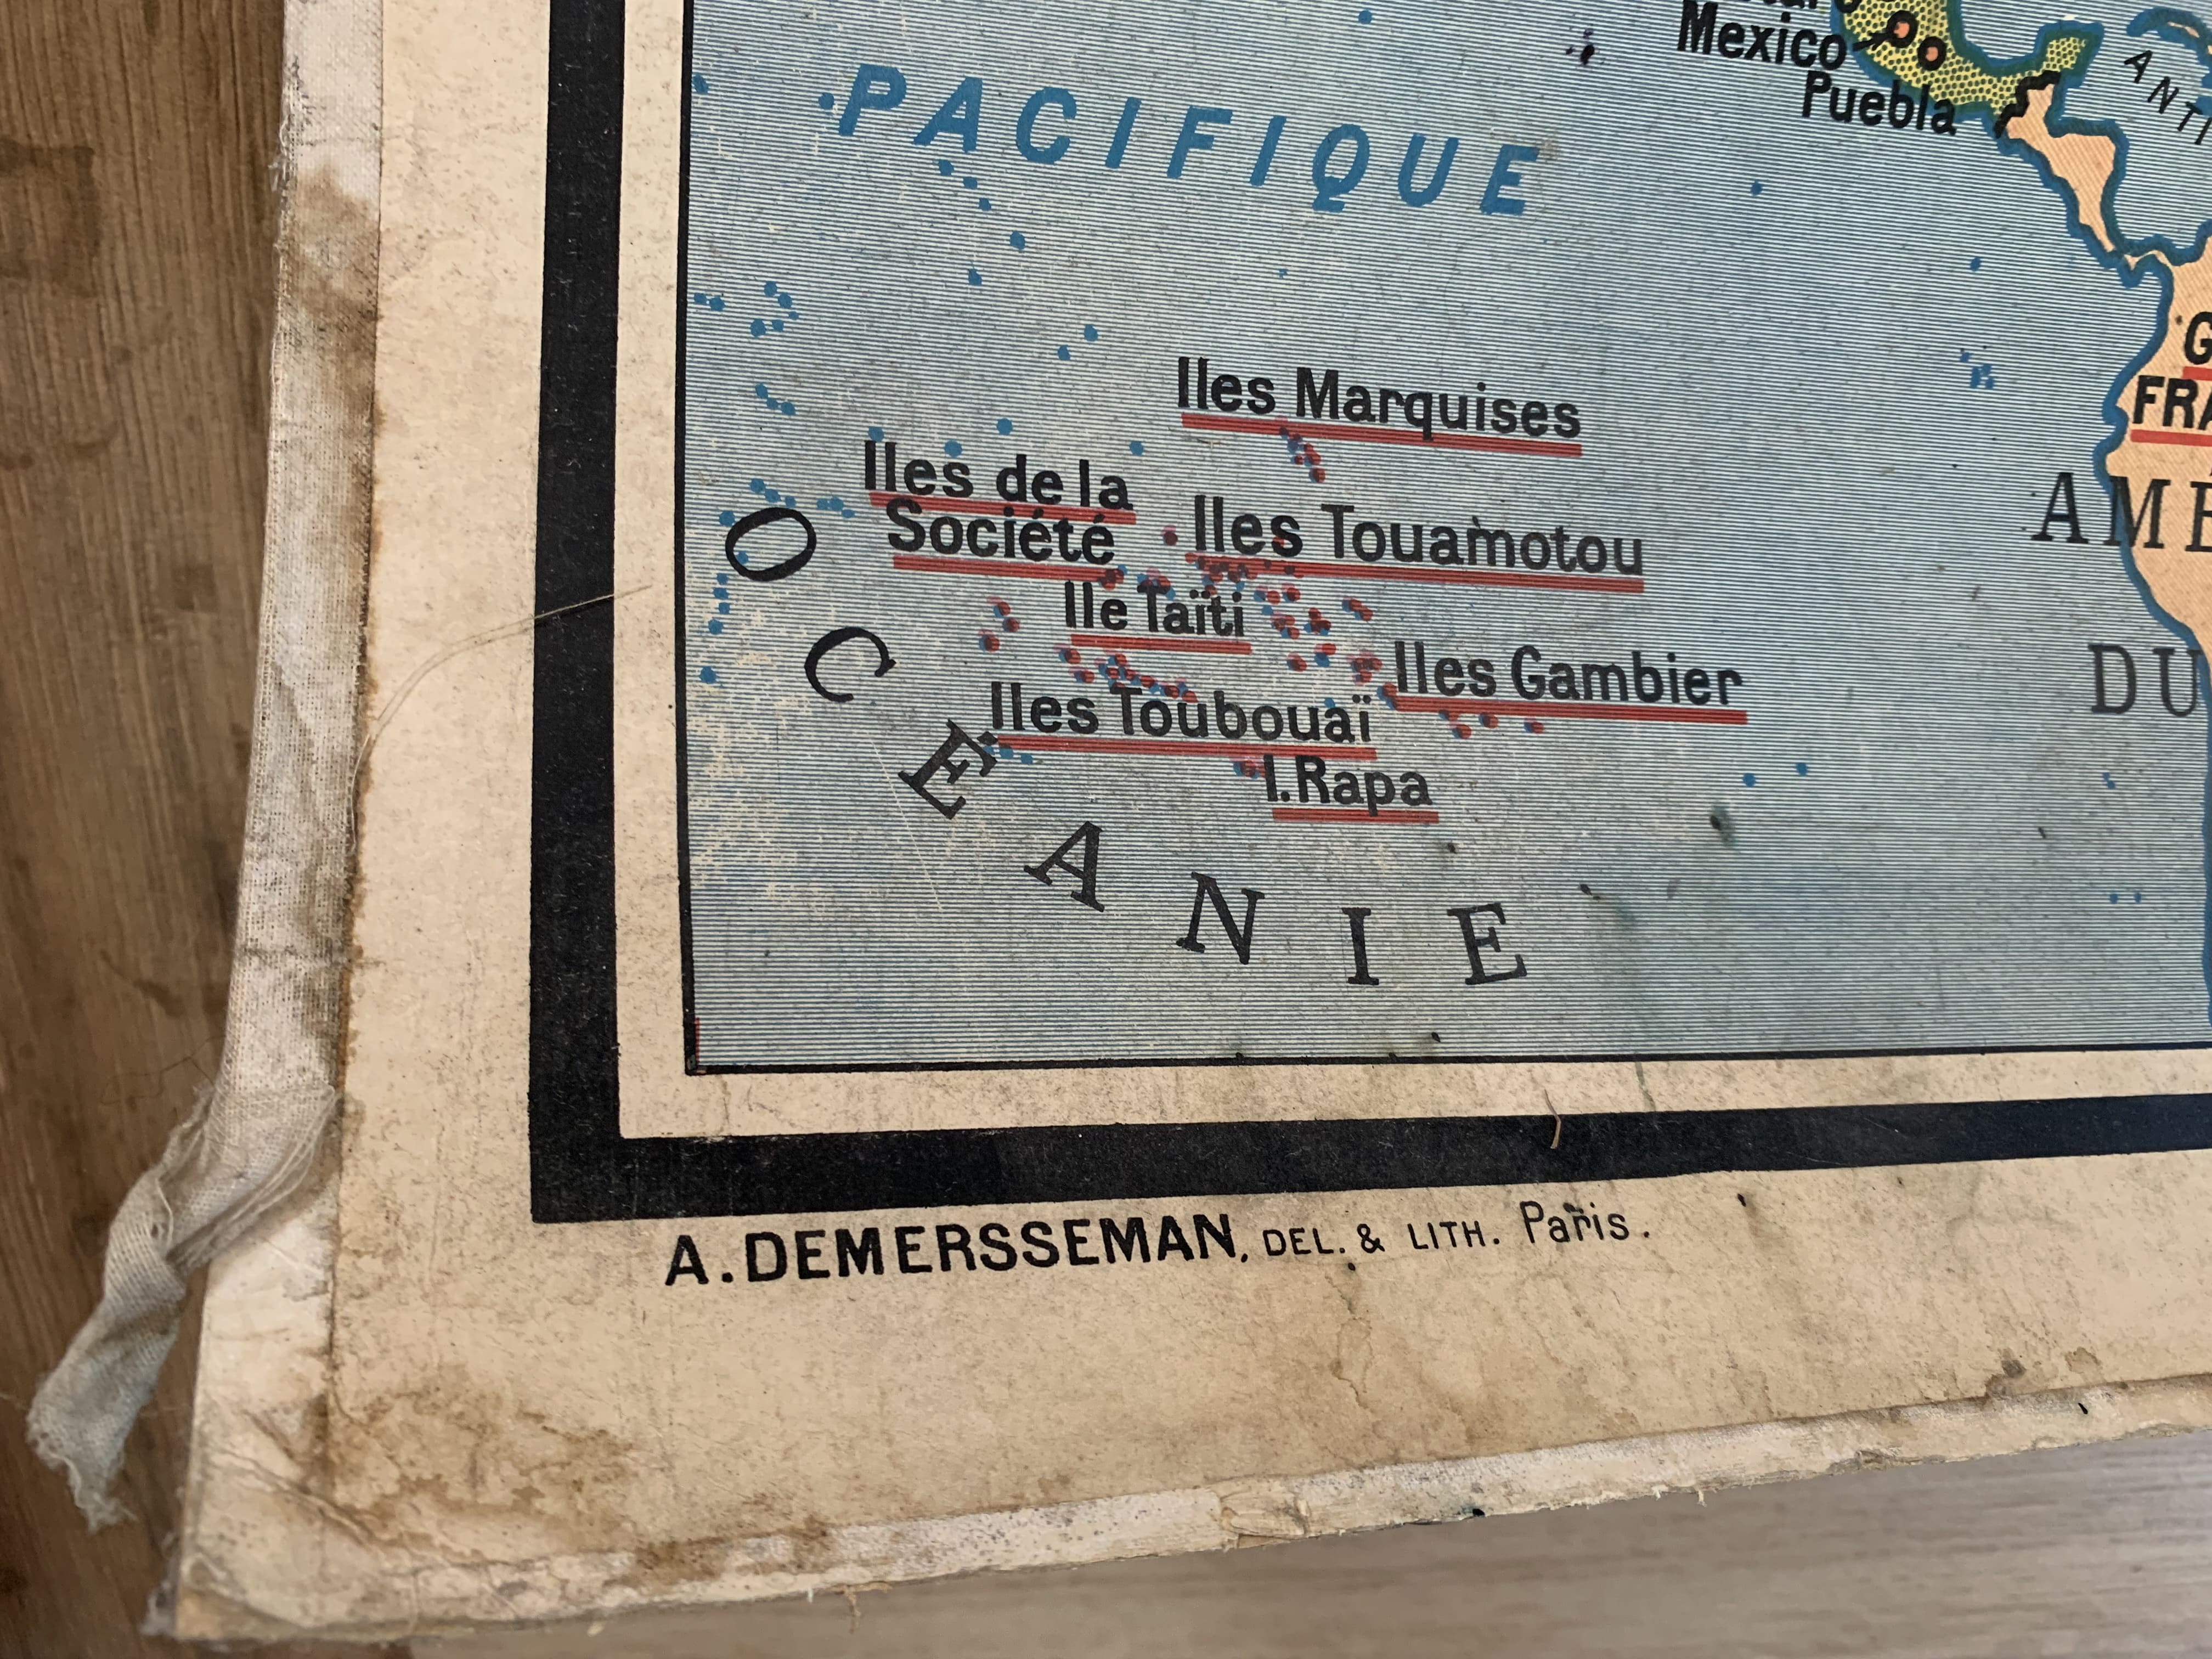 Mexico
Puebla
PACIFIQUE
Iles Marquises
Iles de la
Société
Iles Touamotou
Ile Taïti
Iles Gambier
Iles Toubouaï
I. Rapa
OCEANIE
DU
A. DEMERSSEMAN, DEL. & LITH. Paris.